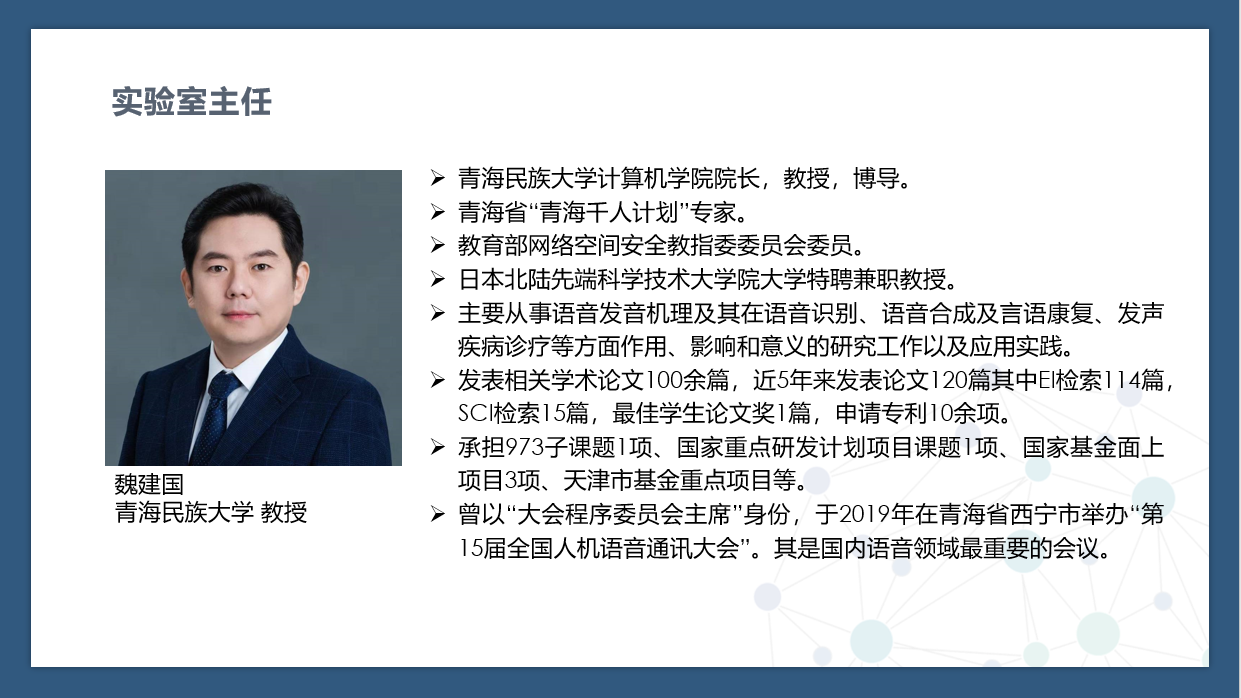 实验室主任
魏建国
青海民族大学 教授
青海民族大学计算机学院院长，教授，博导。
青海省“青海千人计划”专家。
教育部网络空间安全教指委委员会委员。
日本北陆先端科学技术大学院大学特聘兼职教授。
主要从事语音发音机理及其在语音识别、语音合成及言语康复、发声
疾病诊疗等方面作用、影响和意义的研究工作以及应用实践。
发表相关学术论文100余篇，近5年来发表论文120篇其中EI检索114篇，
SCI检索15篇，最佳学生论文奖1篇，申请专利10余项。
承担973子课题1项、国家重点研发计划项目课题1项、国家基金面上
项目3项、天津市基金重点项目等。
曾以“大会程序委员会主席”身份，于2019年在青海省西宁市举办“第
15届全国人机语音通讯大会”。其是国内语音领域最重要的会议。